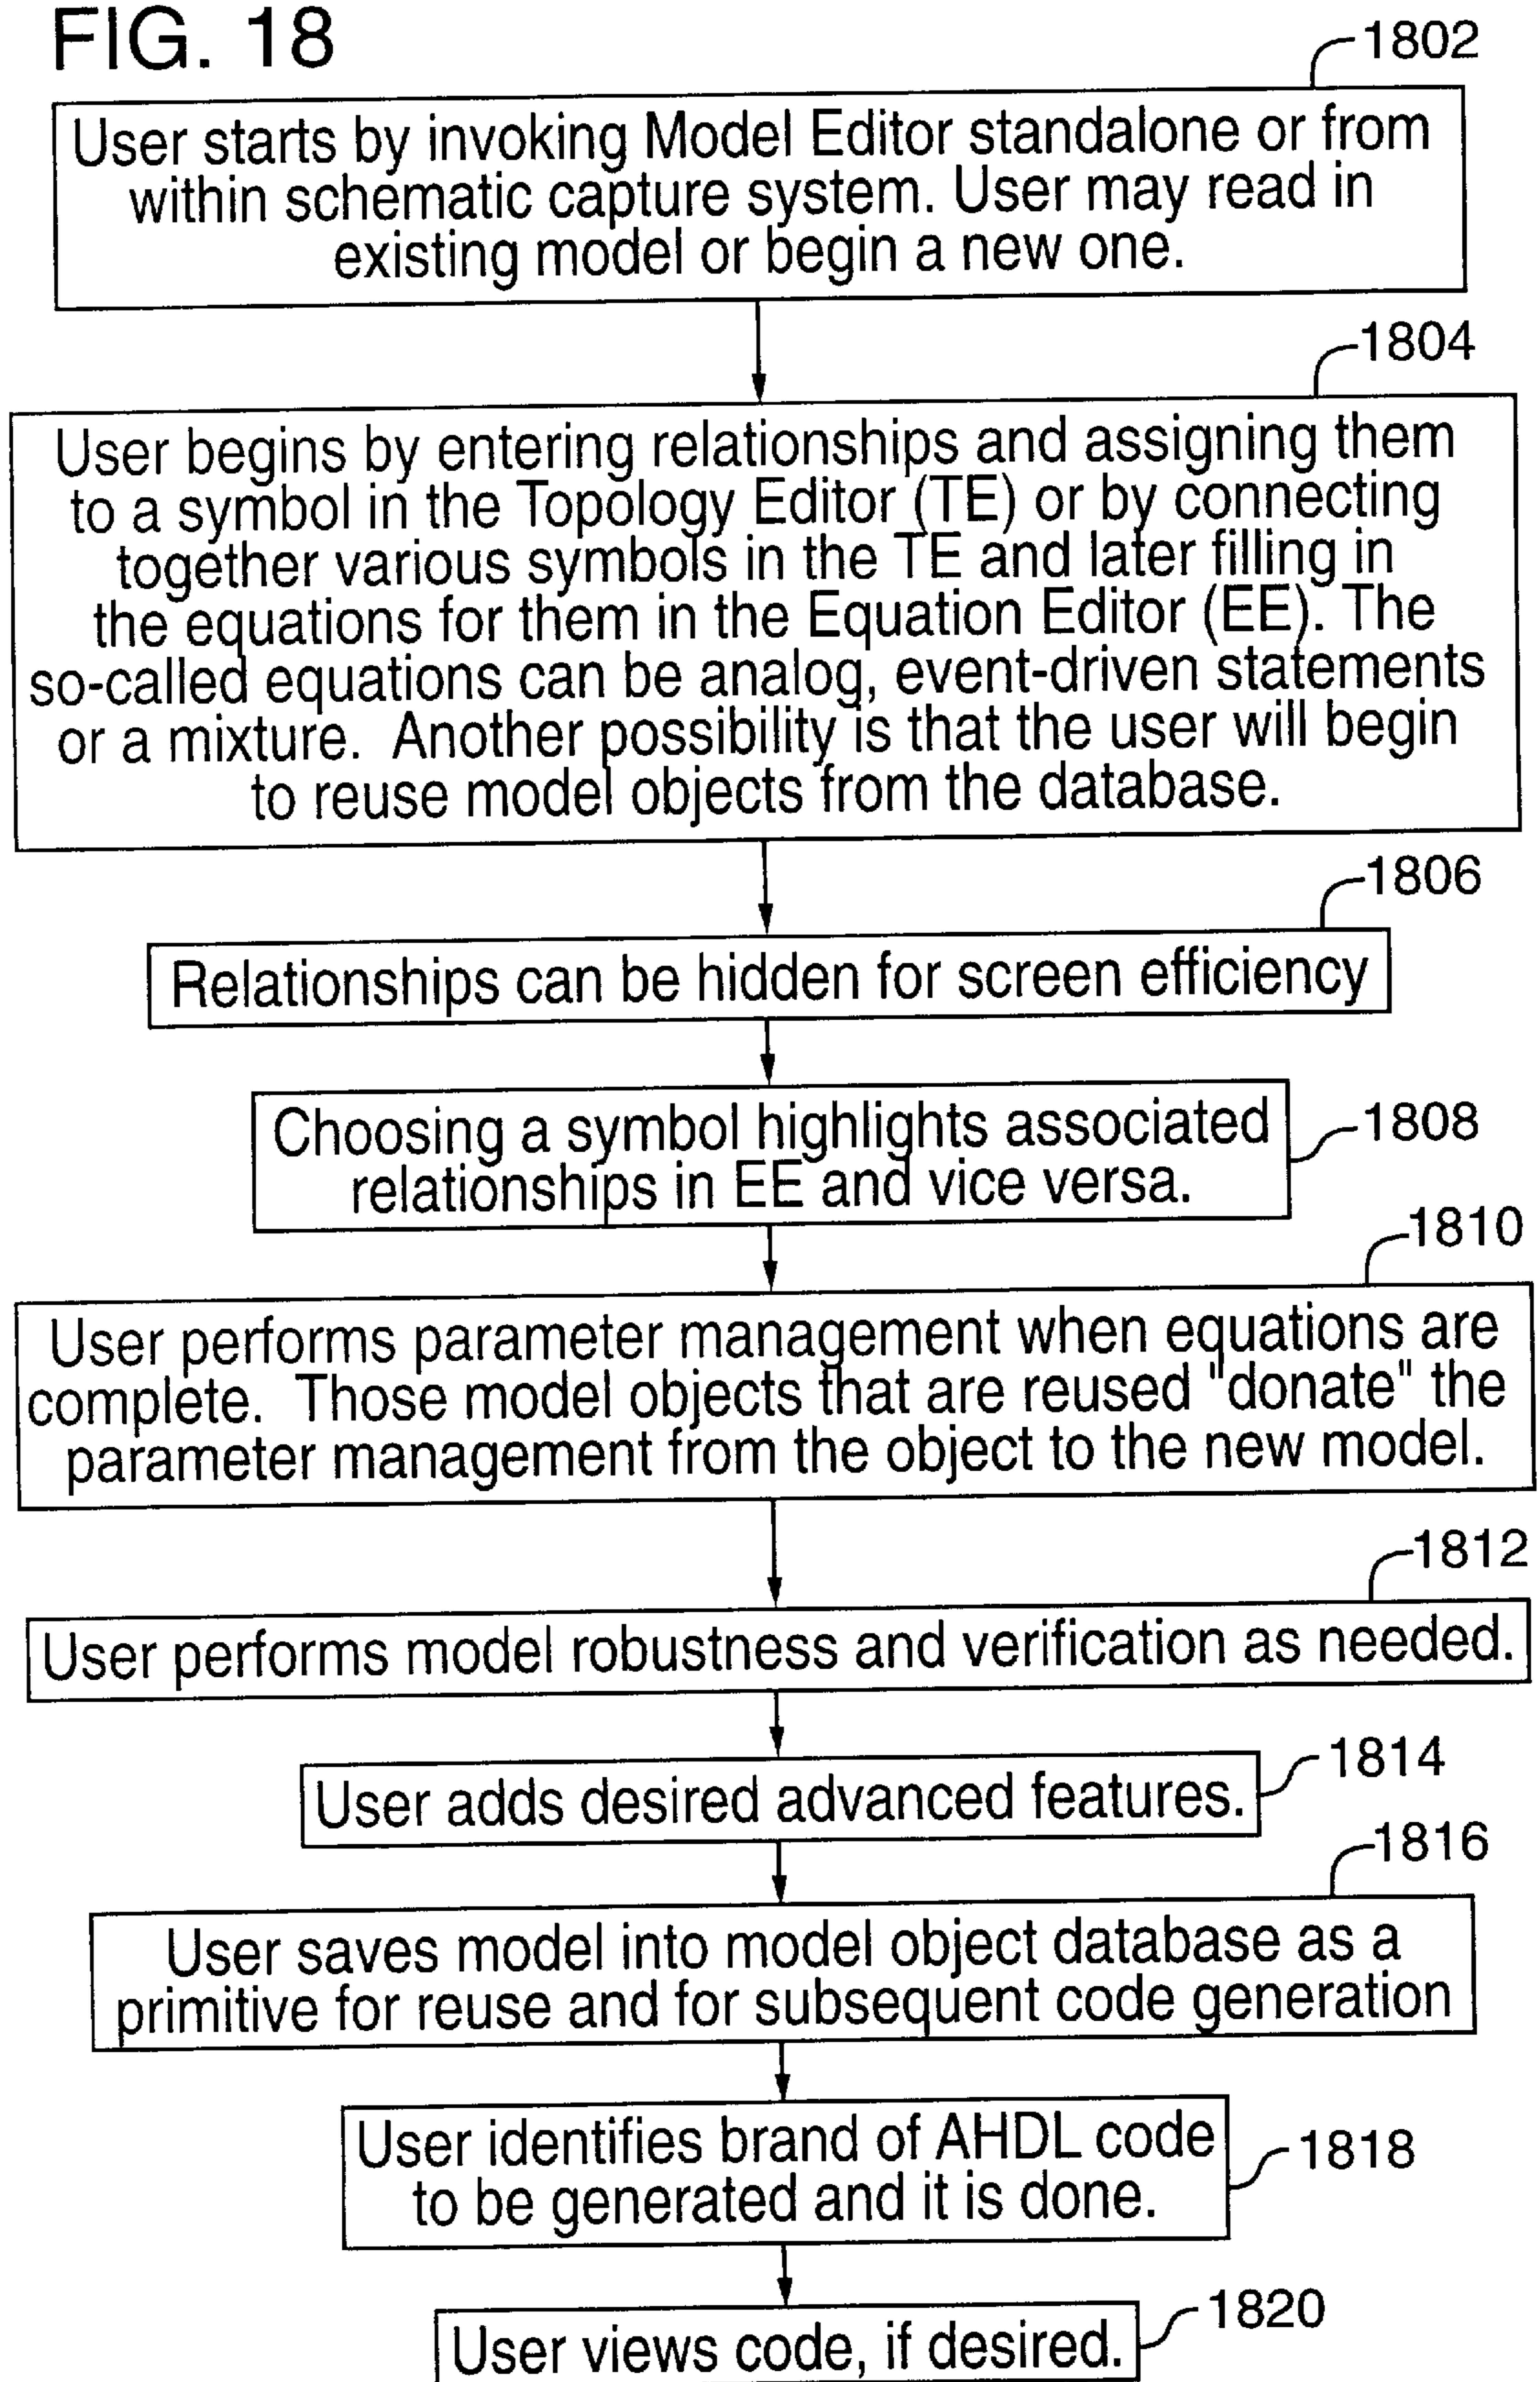 FIG. 18
1802
User starts by invoking Model Editor standalone or from
within schematic capture system. User may read in
existing model or begin a new one.
1804
User begins by entering relationships and assigning them
to a symbol in the Topology Editor (TE) or by connecting
together various symbols in the TE and later filling in
the equations for them in the Equation Editor (EE). The
so-called equations can be analog, event-driven statements
or a mixture. Another possibility is that the user will begin
to reuse model objects from the database.
1806
Relationships can be hidden for screen efficiency
Choosing a symbol highlights associated
relationships in EE and vice versa.
1808
1810
User performs parameter management when equations are
complete. Those model objects that are reused "donate" the
parameter management from the object to the new model.
1812
User performs model robustness and verification as needed.
User adds desired advanced features.
1814
1816
User saves model into model object database as a
primitive for reuse and for subsequent code generation
User identifies brand of AHDL code
to be generated and it is done.
1818
User views code, if desired.
1820